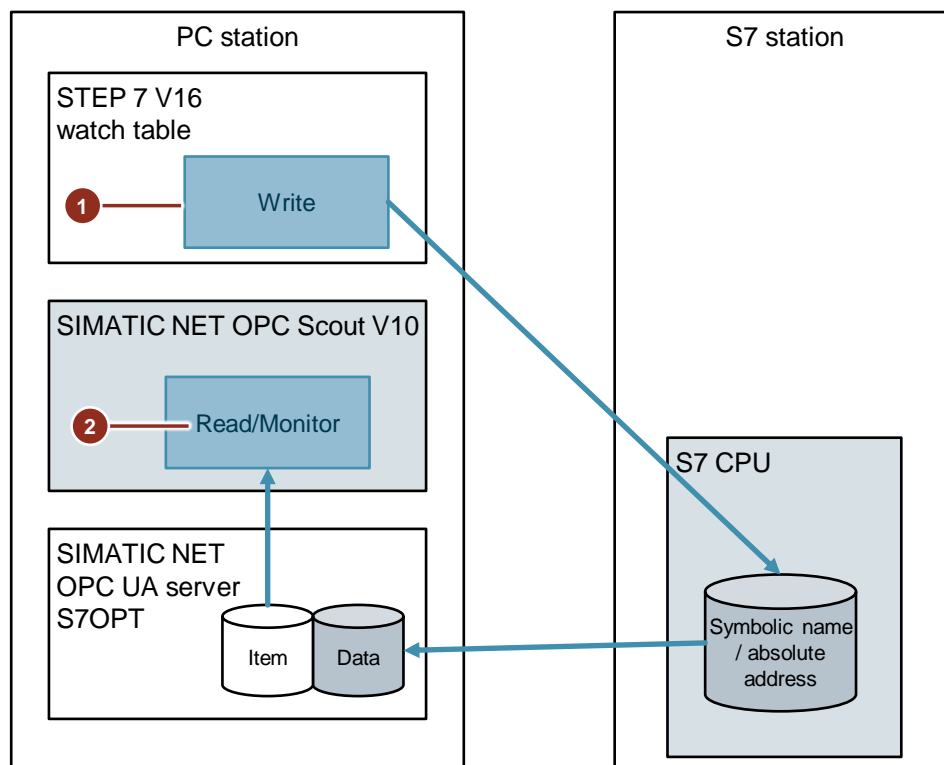 PC station
S7 station
STEP 7 V16
watch table
1
Write
SIMATIC NET OPC Scout V10
2
Read/Monitor
S7 CPU
SIMATIC NET
OPC UA server
S7OPT
Item
Data
Symbolic name
/ absolute
address